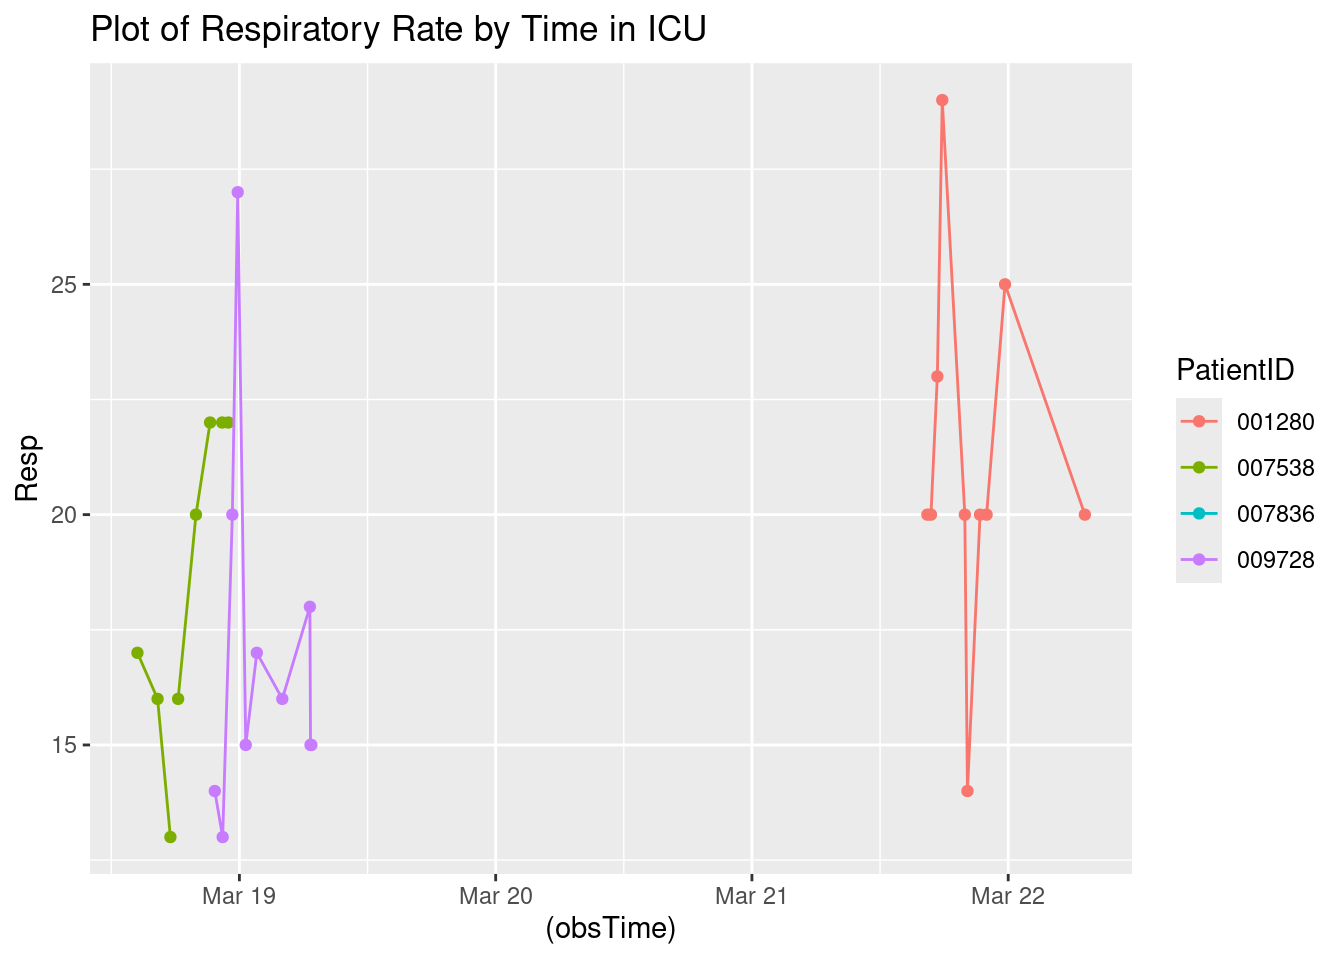 Plot of Respiratory Rate by Time in ICU
25
20
15
Resp
Mar 19
Mar 20
Mar 21
Mar 22
(obsTime)
PatientID
001280
007538
007836
009728